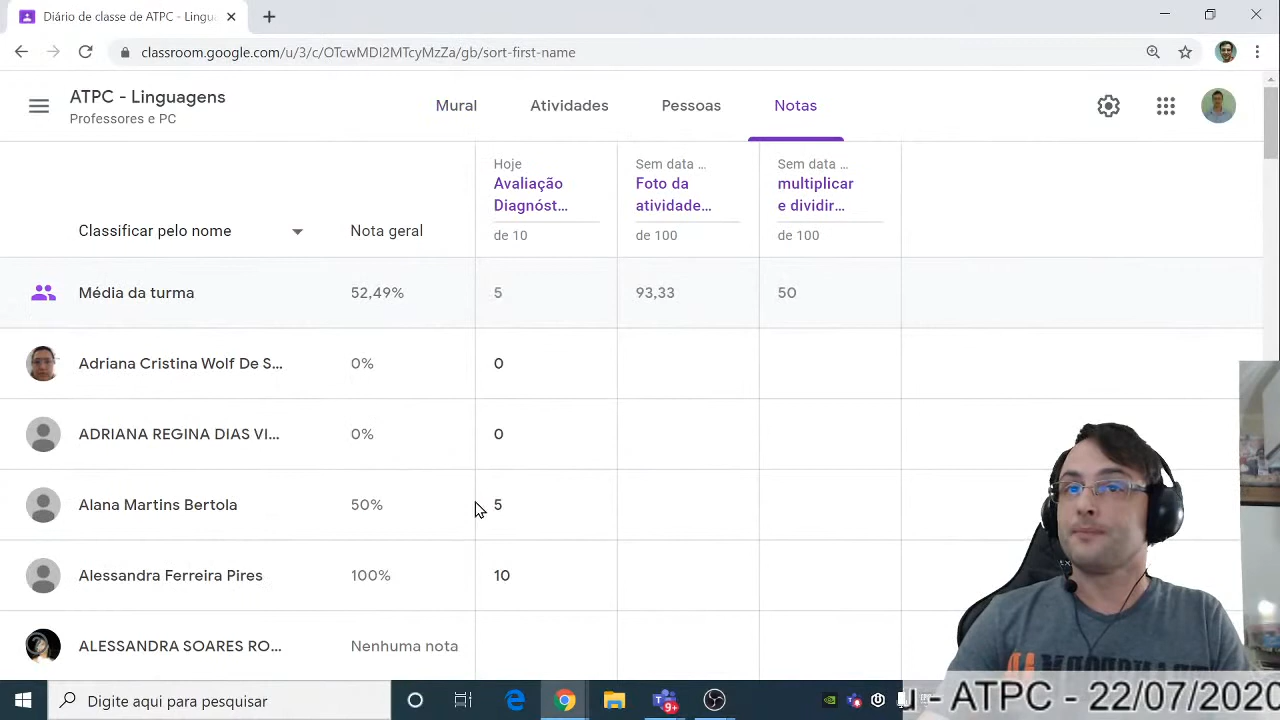 Diário de classe de ATPC - Lingu
classroom.google.com/u/3/c/OTcwMDI2MTcyMzZa/gb/sort-first-name
ATPC - Linguagens
Professores e PC
Mural
Atividades
Pessoas
Notas
Hoje
Avaliação
Diagnóst...
de 10
Sem data ...
Foto da
atividade...
de 100
Sem data ...
multiplicar
e dividir...
de 100
Classificar pelo nome
Nota geral
Média da turma 52,49% 5 93,33 50
Adriana Cristina Wolf De S... 0% 0
ADRIANA REGINA DIAS VI... 0% 0
Alana Martins Bertola 50% 5
Alessandra Ferreira Pires 100% 10
ALESSANDRA SOARES RO... Nenhuma nota
Digite aqui para pesquisar
9+
u - ATPC - 22/07/2020